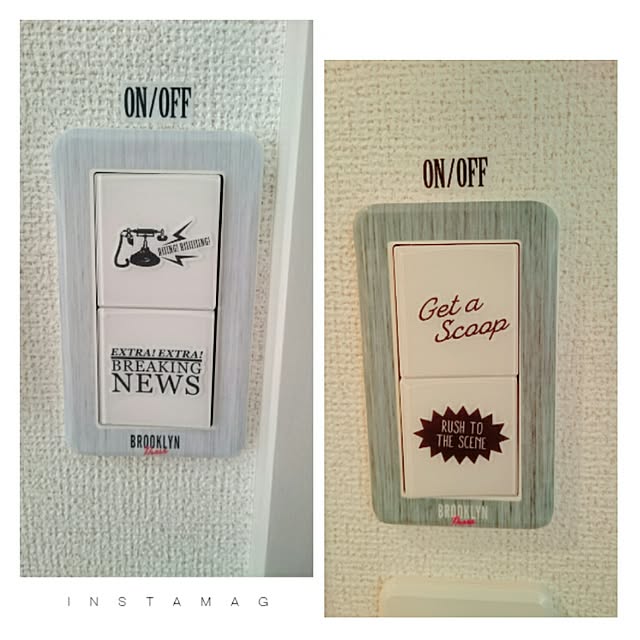 ON/OFF
RIIING! RIIIIIIING!
EXTRA! EXTRA!
BREAKING
NEWS
BROOKLYN
ON/OFF
Get a
Scoop
RUSH TO
THE SCENE
BROOKLYN
INSTAMAG